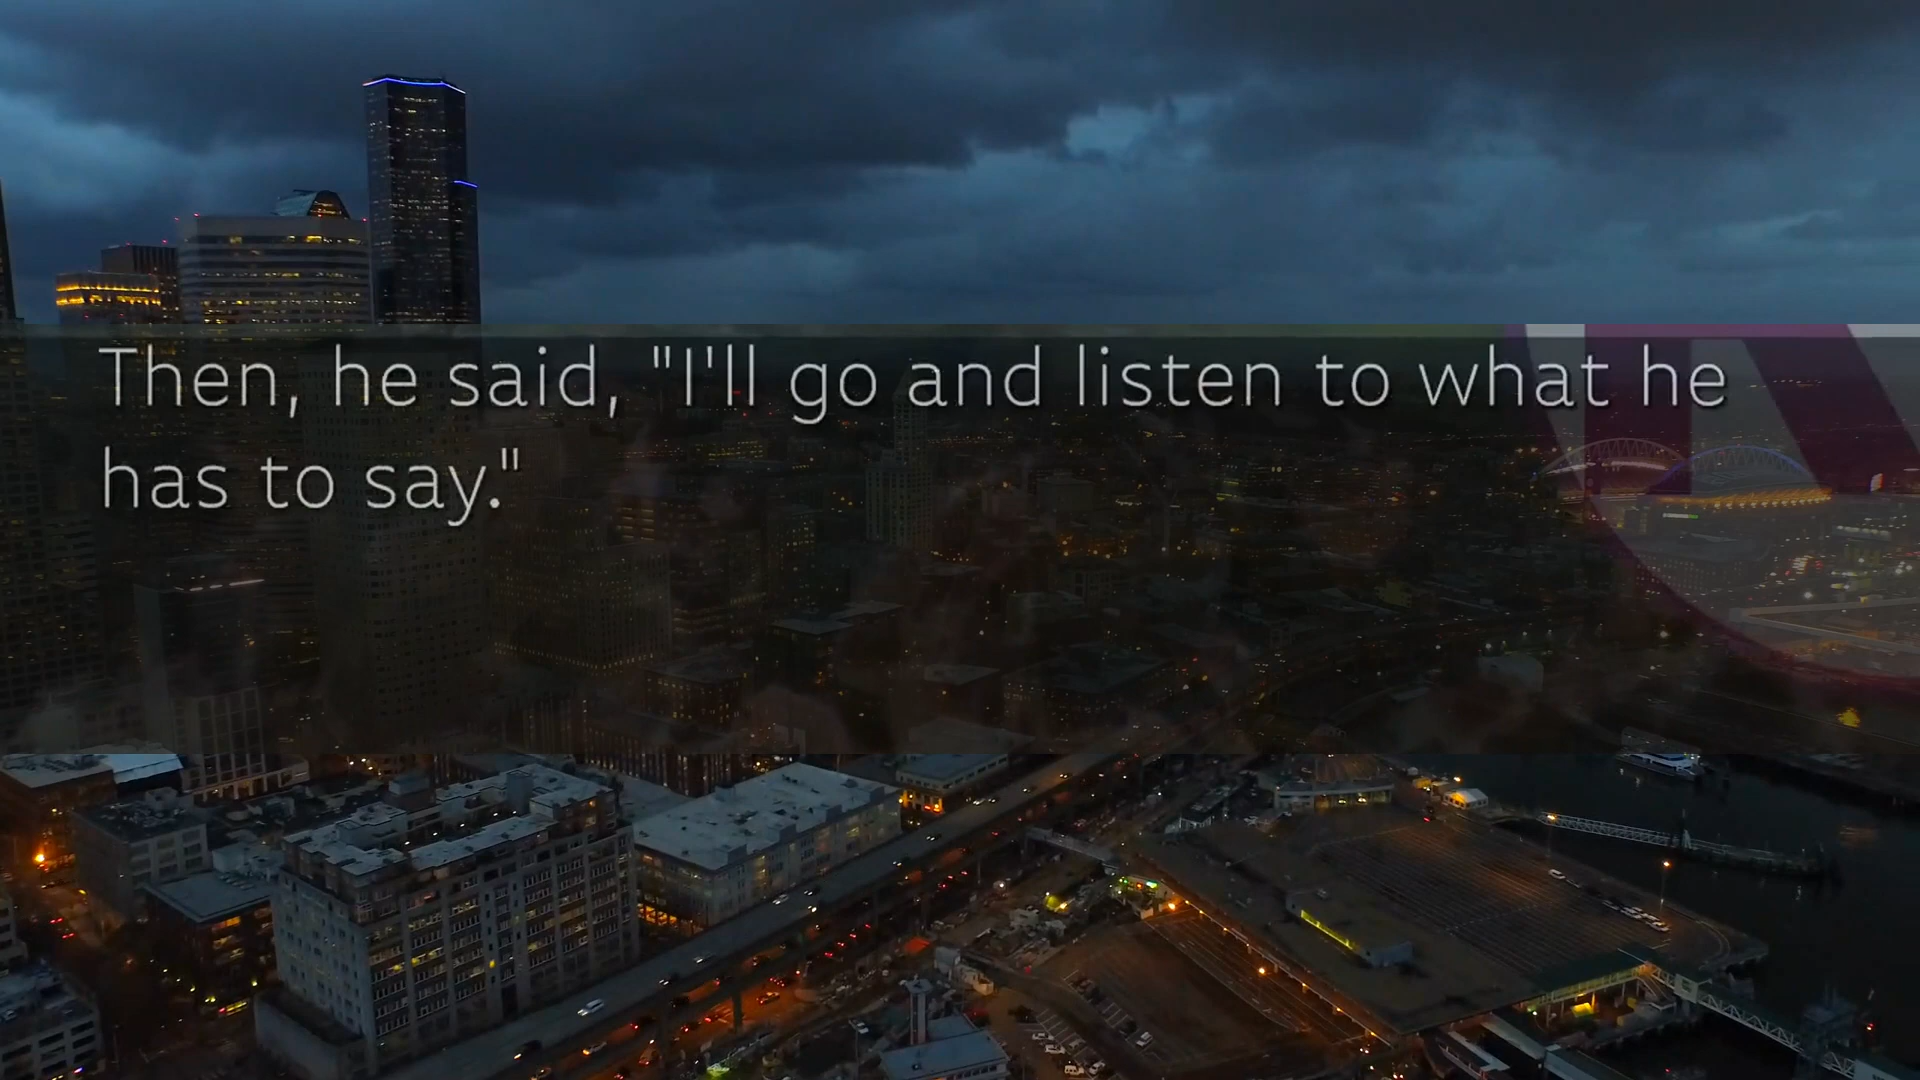 Then, he said, "I'll go and listen to what he
has to say."